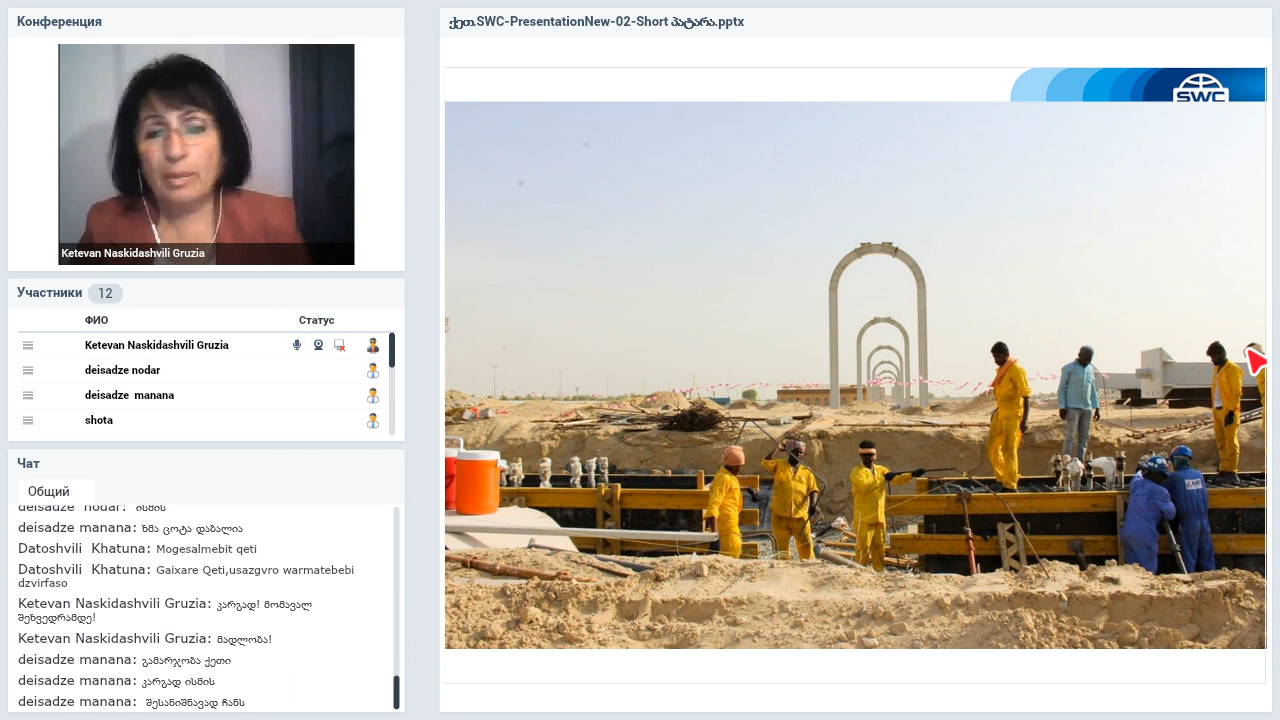 Конференция
Ketevan Naskidashvili Gruzia
Участники 12
ФИО Статус
Ketevan Naskidashvili Gruzia
deisadze nodar
deisadze manana
shota
Чат
Общий
deisadze nodar: ისმის
deisadze manana: ხმა ცოტა დაბალია
Datoshvili Khatuna: Mogesalmebit qeti
Datoshvili Khatuna: Gaixare Qeti,usazgvro warmatebebi
dzvirfaso
Ketevan Naskidashvili Gruzia: კარგად! მომავალ
შეხვედრამდე!
Ketevan Naskidashvili Gruzia: მადლობა!
deisadze manana: გამარჯობა ქეთი
deisadze manana: კარგად ისმის
deisadze manana: შესანიშნავად ჩანს
ქეთ.SWC-PresentationNew-02-Short პატარა.pptx
SWC